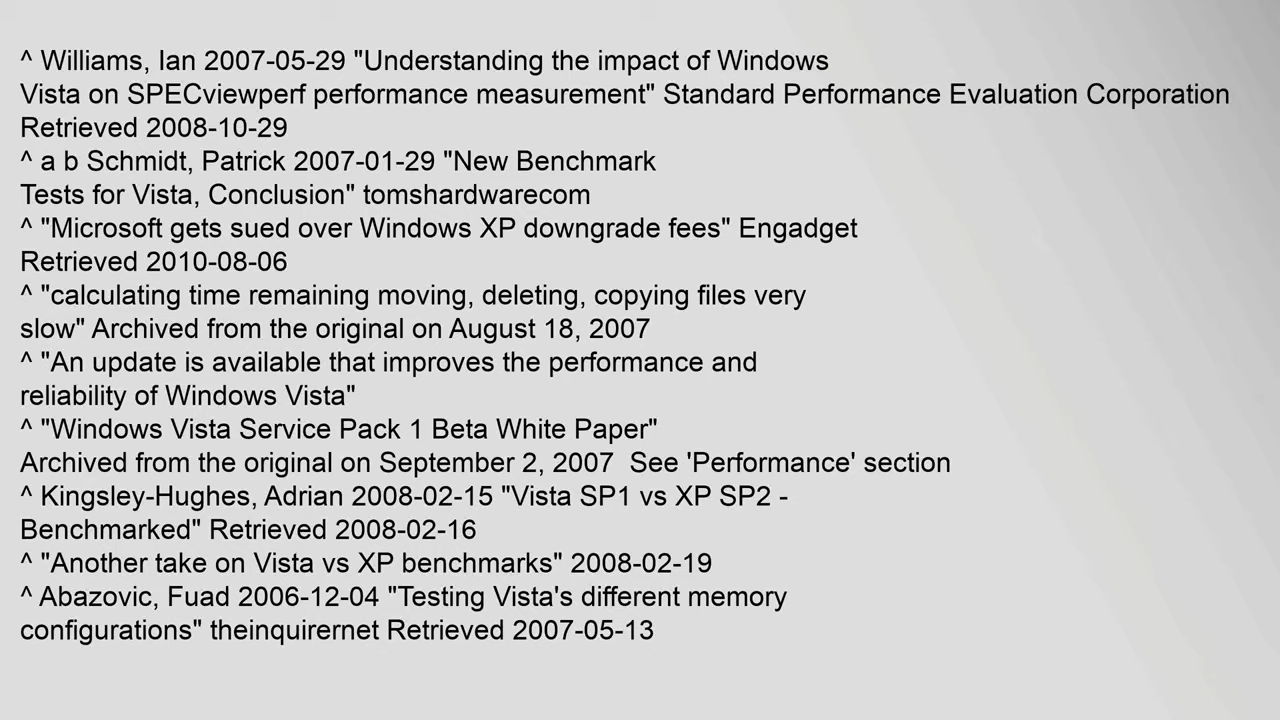 ^ Williams, Ian 2007-05-29 "Understanding the impact of Windows
Vista on SPECviewperf performance measurement" Standard Performance Evaluation Corporation
Retrieved 2008-10-29
^ a b Schmidt, Patrick 2007-01-29 "New Benchmark
Tests for Vista, Conclusion" tomshardwarecom
^ "Microsoft gets sued over Windows XP downgrade fees" Engadget
Retrieved 2010-08-06
^ "calculating time remaining moving, deleting, copying files very
slow" Archived from the original on August 18, 2007
^ "An update is available that improves the performance and
reliability of Windows Vista"
^ "Windows Vista Service Pack 1 Beta White Paper"
Archived from the original on September 2, 2007  See 'Performance' section
^ Kingsley-Hughes, Adrian 2008-02-15 "Vista SP1 vs XP SP2 -
Benchmarked" Retrieved 2008-02-16
^ "Another take on Vista vs XP benchmarks" 2008-02-19
^ Abazovic, Fuad 2006-12-04 "Testing Vista's different memory
configurations" theinquirernet Retrieved 2007-05-13